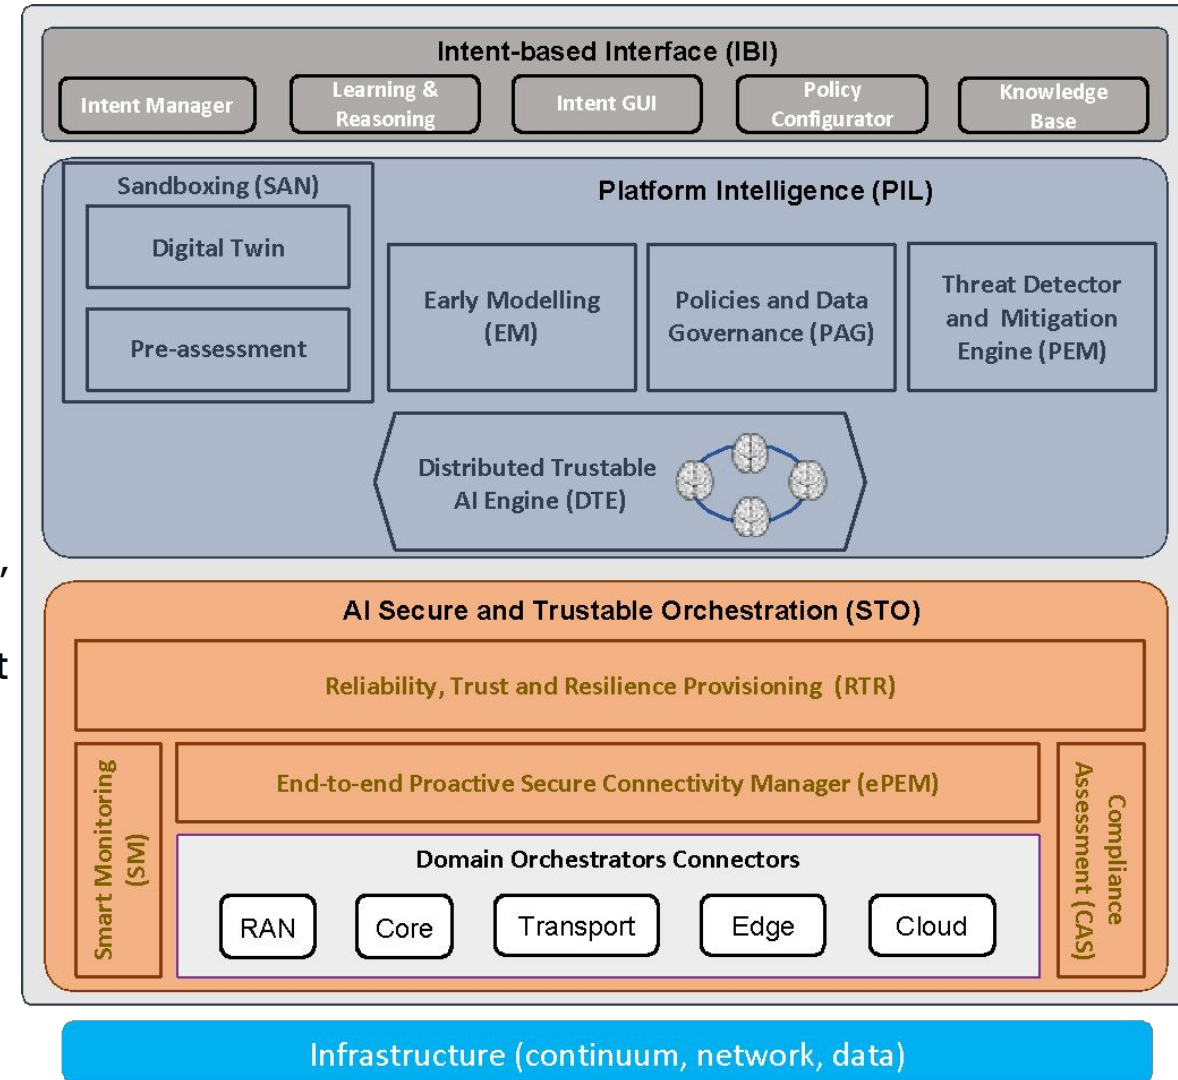 Intent-based Interface (IBI)
Intent Manager
Learning &
Reasoning
Intent GUI
Policy
Configurator
Knowledge
Base
Sandboxing (SAN)
Digital Twin
Pre-assessment
Platform Intelligence (PIL)
Early Modelling
(EM)
Policies and Data
Governance (PAG)
Threat Detector
and Mitigation
Engine (PEM)
Distributed Trustable
AI Engine (DTE)
,
t
AI Secure and Trustable Orchestration (STO)
Reliability, Trust and Resilience Provisioning (RTR)
Smart Monitoring
(SM)
End-to-end Proactive Secure Connectivity Manager (ePEM)
Domain Orchestrators Connectors
RAN
Core
Transport
Edge
Cloud
Compliance
Assessment (CAS)
Infrastructure (continuum, network, data)